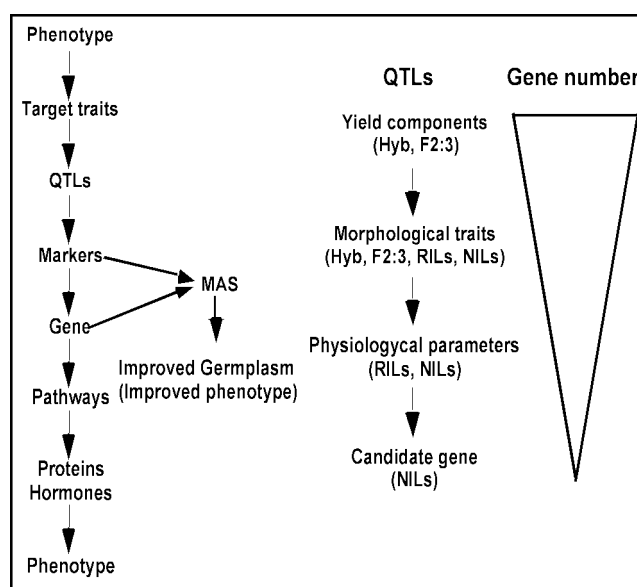 Phenotype
Target traits
QTLs
Markers
Gene
Pathways
Proteins
Hormones
Phenotype
MAS
Improved Germplasm
(Improved phenotype)
QTLs
Yield components
(Hyb, F2:3)
Morphological traits
(Hyb, F2:3, RILs, NILs)
Physiologycal parameters
(RILs, NILs)
Candidate gene
(NILs)
Gene number